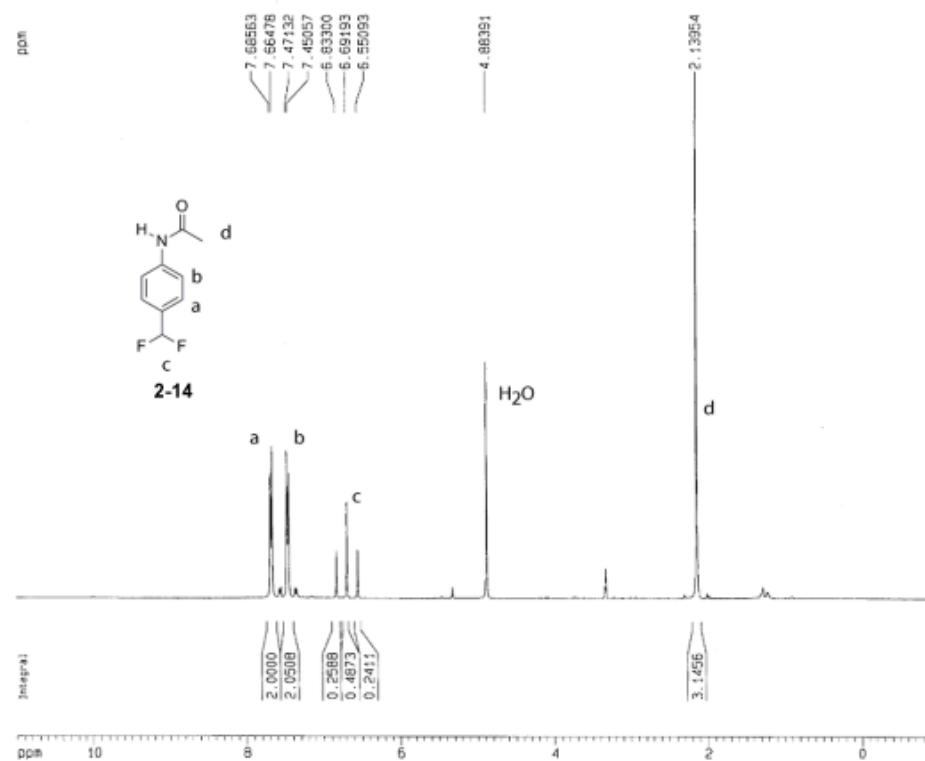 ppm
7.68563
7.66478
7.47132
7.45057
6.83300
6.69193
6.55093
4.88391
2.13954
O
H
N
d
b
a
F
F
c
2-14
H2O
d
a
b
c
Integral
2.0000
2.0508
0.2588
0.4873
0.2411
3.1456
ppm 10 8 6 4 2 0